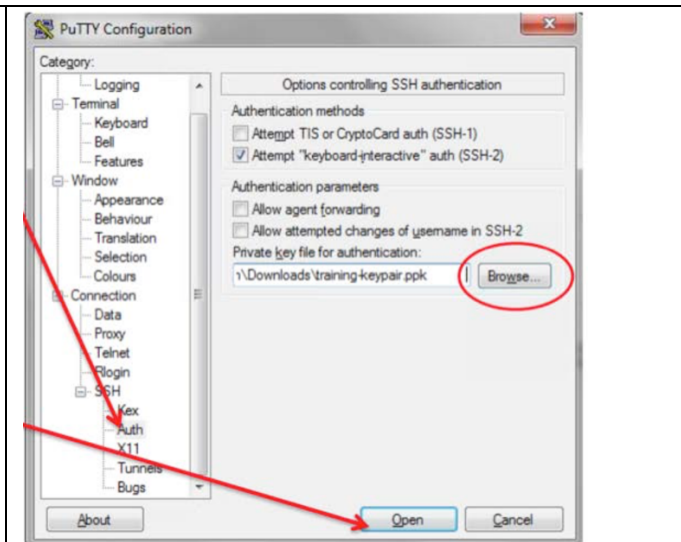 PuTTY Configuration
Category:
Logging
Terminal
Keyboard
Bell
Features
Window
Appearance
Behaviour
Translation
Selection
Colours
Connection
Data
Proxy
Telnet
Rlogin
SSH
Kex
Auth
X11
Tunnels
Bugs
Options controlling SSH authentication
Authentication methods
Attempt TIS or CryptoCard auth (SSH-1)
Attempt "keyboard-interactive" auth (SSH-2)
Authentication parameters
Allow agent forwarding
Allow attempted changes of username in SSH-2
Private key file for authentication:
\Downloads\training-keypair.ppk
Browse...
About
Open
Cancel